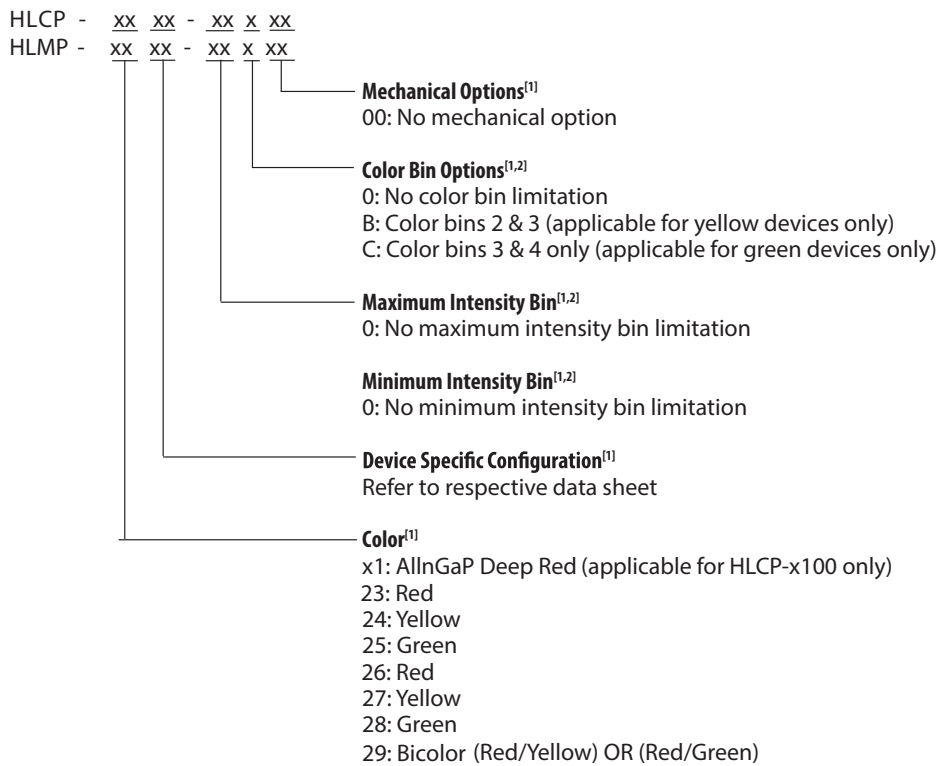 HLCP - xx xx - xx x xx
HLMP - xx xx - xx x xx
Mechanical Options[1]
00: No mechanical option
Color Bin Options[1,2]
0: No color bin limitation
B: Color bins 2 & 3 (applicable for yellow devices only)
C: Color bins 3 & 4 only (applicable for green devices only)
Maximum Intensity Bin[1,2]
0: No maximum intensity bin limitation
Minimum Intensity Bin[1,2]
0: No minimum intensity bin limitation
Device Specific Configuration[1]
Refer to respective data sheet
Color[1]
x1: AllnGaP Deep Red (applicable for HLCP-x100 only)
23: Red
24: Yellow
25: Green
26: Red
27: Yellow
28: Green
29: Bicolor (Red/Yellow) OR (Red/Green)